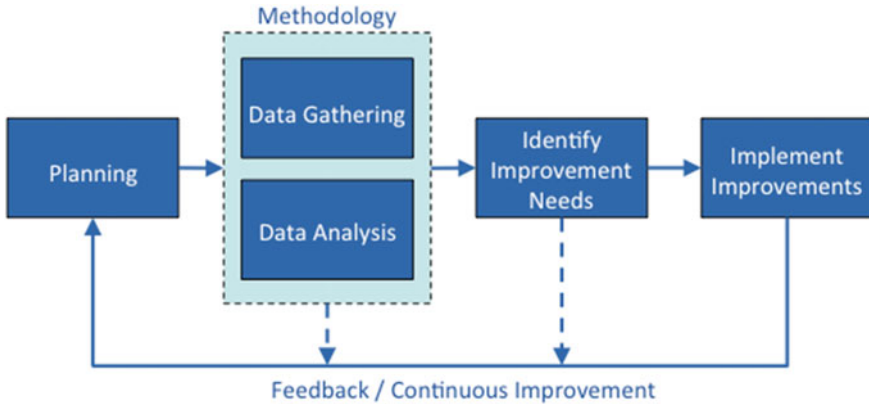 Methodology
Data Gathering
Data Analysis
Planning
Identify
Improvement
Needs
Implement
Improvements
Feedback / Continuous Improvement